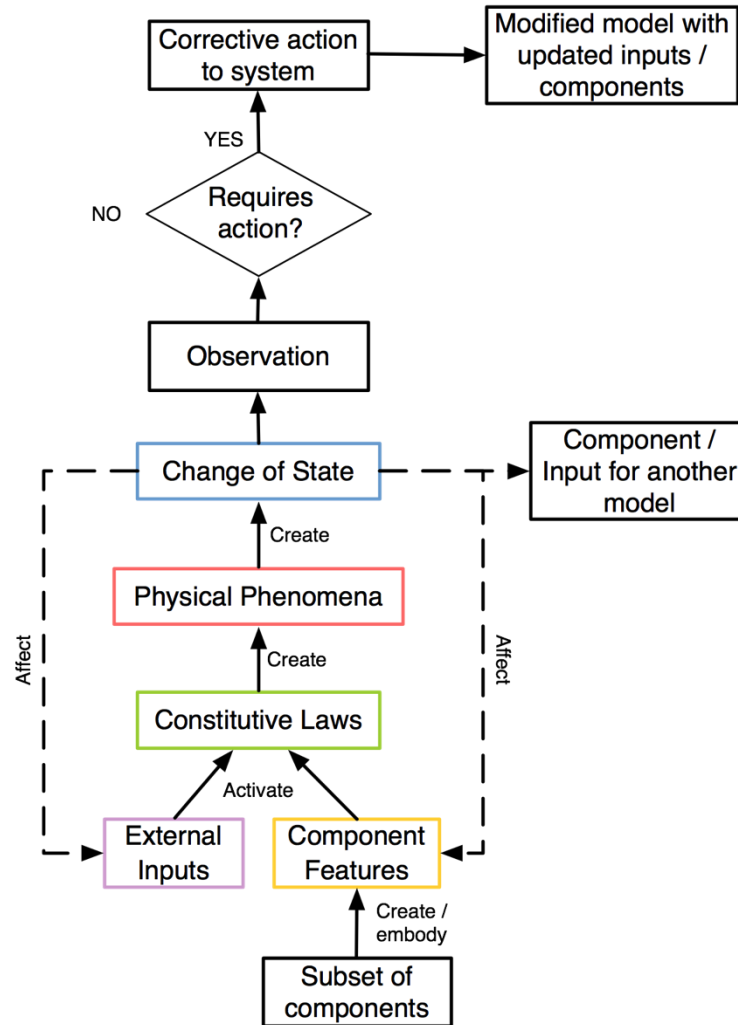 Corrective action
to system
Modified model with
updated inputs /
components
YES
NO
Requires
action?
Observation
Change of State
Component /
Input for another
model
Create
Physical Phenomena
Affect
Create
Affect
Constitutive Laws
Activate
External
Inputs
Component
Features
Create /
embody
Subset of
components